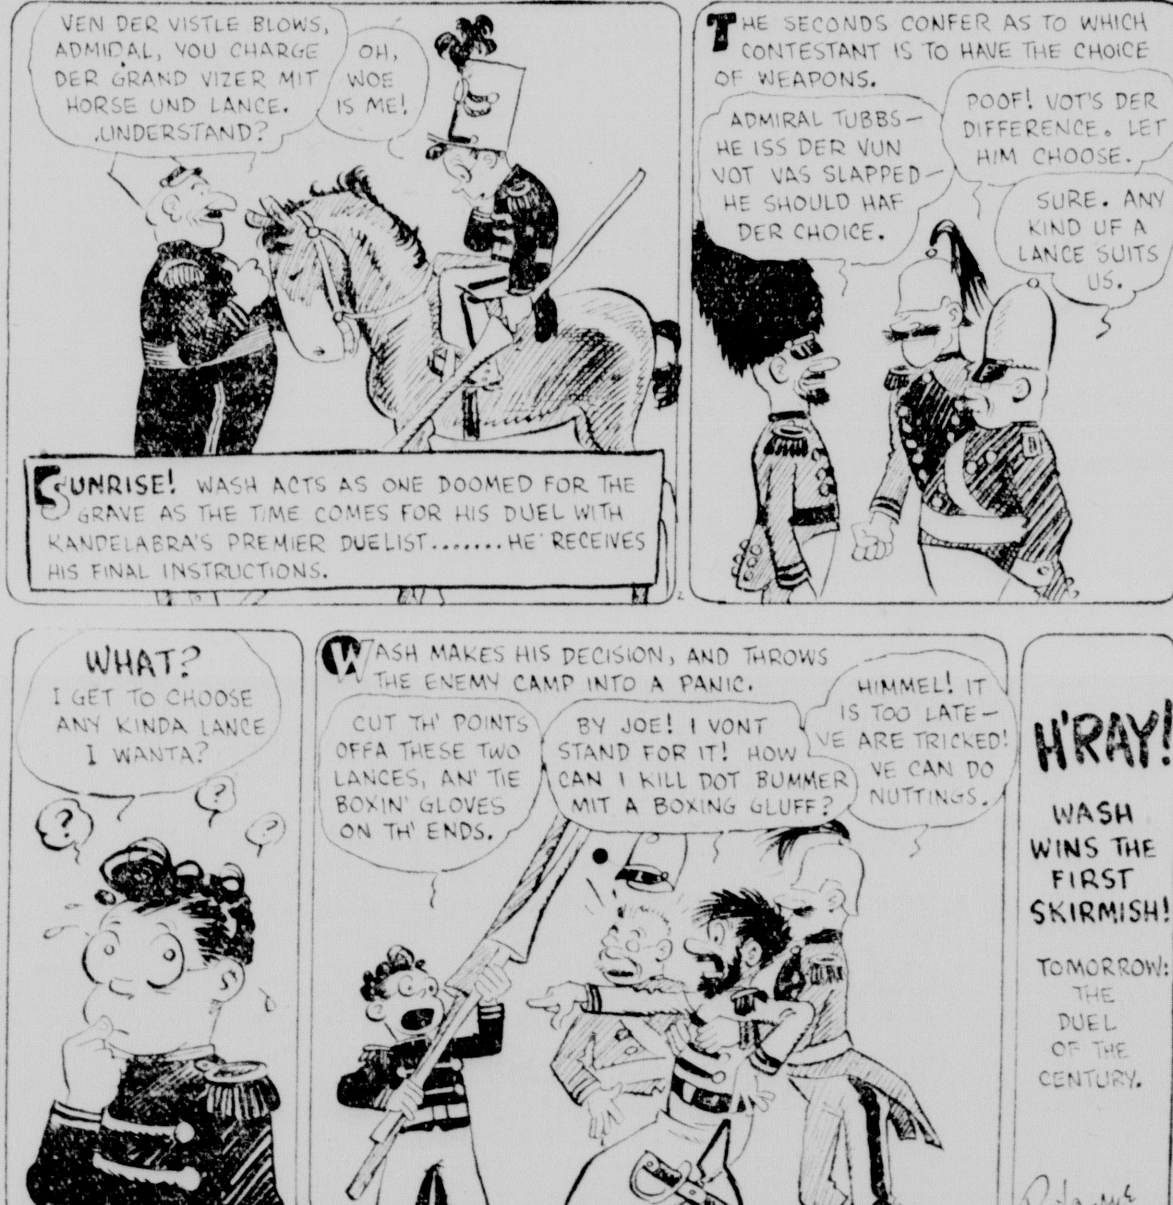 VEN DER VISTLE BLOWS,
ADMIRAL, YOU CHARGE
DER GRAND VIZER MIT
HORSE UND LANCE.
UNDERSTAND?
OH,
WOE
IS ME!
SUNRISE! WASH ACTS AS ONE DOOMED FOR THE
GRAVE AS THE TIME COMES FOR HIS DUEL WITH
KANDELABRA'S PREMIER DUELIST.......HE RECEIVES
HIS FINAL INSTRUCTIONS.
THE SECONDS CONFER AS TO WHICH
CONTESTANT IS TO HAVE THE CHOICE
OF WEAPONS.
ADMIRAL TUBBS—
HE ISS DER VUN
VOT VAS SLAPPED—
HE SHOULD HAF
DER CHOICE.
POOF! VOT'S DER
DIFFERENCE. LET
HIM CHOOSE.
SURE. ANY
KIND UF A
LANCE SUITS
US.
WHAT?
I GET TO CHOOSE
ANY KINDA LANCE
I WANTA?
?
?
?
WASH MAKES HIS DECISION, AND THROWS
THE ENEMY CAMP INTO A PANIC.
CUT TH' POINTS
OFFA THESE TWO
LANCES, AN' TIE
BOXIN' GLOVES
ON TH' ENDS.
BY JOE! I VONT
STAND FOR IT! HOW
CAN I KILL DOT BUMMER
MIT A BOXING GLUFF?
HIMMEL! IT
IS TOO LATE—
VE ARE TRICKED!
VE CAN DO
NUTTINGS.
H'RAY!
WASH
WINS THE
FIRST
SKIRMISH!
TOMORROW:
THE
DUEL
OF THE
CENTURY.